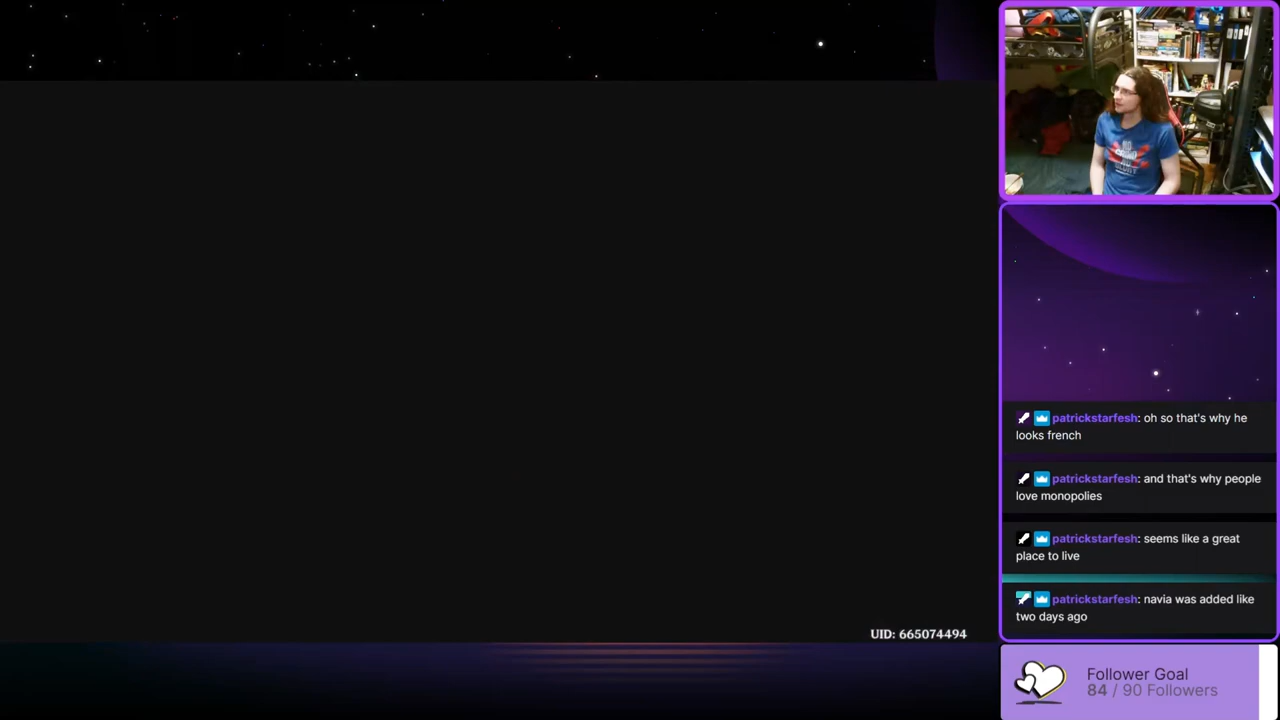 patrickstarfesh: oh so that's why he
looks french
patrickstarfesh: and that's why people
love monopolies
patrickstarfesh: seems like a great
place to live
patrickstarfesh: navia was added like
two days ago
UID: 665074494
Follower Goal
84 / 90 Followers